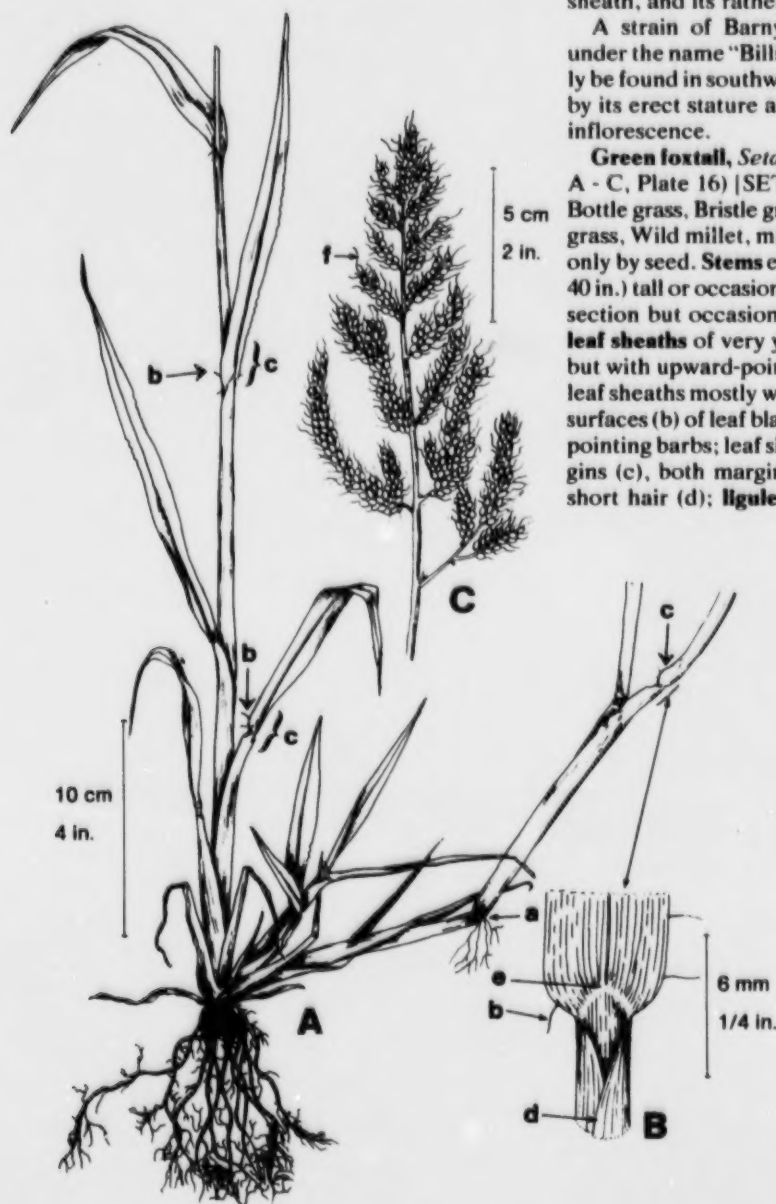 sheath, and its rathe
A strain of Barny
under the name “Bills
ly be found in southw
by its erect stature a
inflorescence.
Green foxtail, Seta
A - C, Plate 16) [SET
Bottle grass, Bristle gr
grass, Wild millet, m
only by seed. Stems e
40 in.) tall or occasion
section but occasion
leaf sheaths of very y
but with upward-poin
leaf sheaths mostly w
surfaces (b) of leaf bla
pointing barbs; leaf s
gins (c), both margin
short hair (d); ligule
5 cm
2 in.
f
b
c
C
b
c
c
10 cm
4 in.
a
A
e
b
6 mm
1/4 in.
d
B